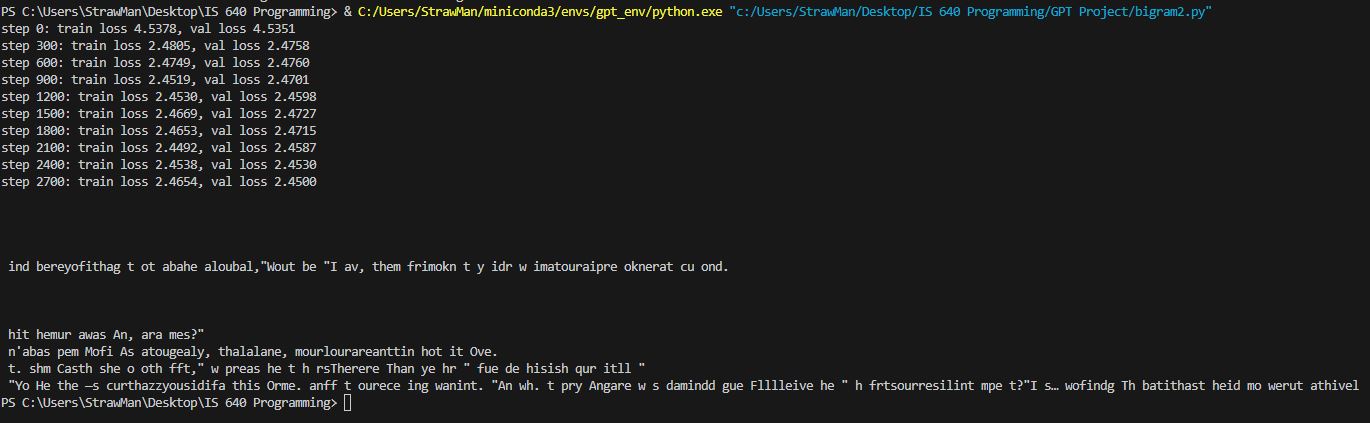 PS C:\Users\StrawMan\Desktop\IS 640 Programming> & C:/Users/StrawMan/miniconda3/envs/gpt_env/python.exe "c:/Users/StrawMan/Desktop/IS 640 Programming/GPT Project/bigram2.py"
step 0: train loss 4.5378, val loss 4.5351
step 300: train loss 2.4805, val loss 2.4758
step 600: train loss 2.4749, val loss 2.4760
step 900: train loss 2.4519, val loss 2.4701
step 1200: train loss 2.4530, val loss 2.4598
step 1500: train loss 2.4669, val loss 2.4727
step 1800: train loss 2.4653, val loss 2.4715
step 2100: train loss 2.4492, val loss 2.4587
step 2400: train loss 2.4538, val loss 2.4530
step 2700: train loss 2.4654, val loss 2.4500
ind bereyofithag t ot abahe aloubal,"Wout be "I av, them frimokn t y idr w imatouraipre oknerat cu ond.
hit hemur awas An, ara mes?"
n'abas pem Mofi As atougealy, thalalane, mourlourareanttin hot it Ove.
t. shm Casth she o oth fft," w preas he t h rsTherere Than ye hr " fue de hisish qur itll "
"Yo He the —s curthazzyousidifa this Orme. anff t ourece ing wanint. "An wh. t pry Angare w s damindd gue Flllleive he " h frtsourresilint mpe t?"I s… wofindg Th batithast heid mo werut athivel
PS C:\Users\StrawMan\Desktop\IS 640 Programming>